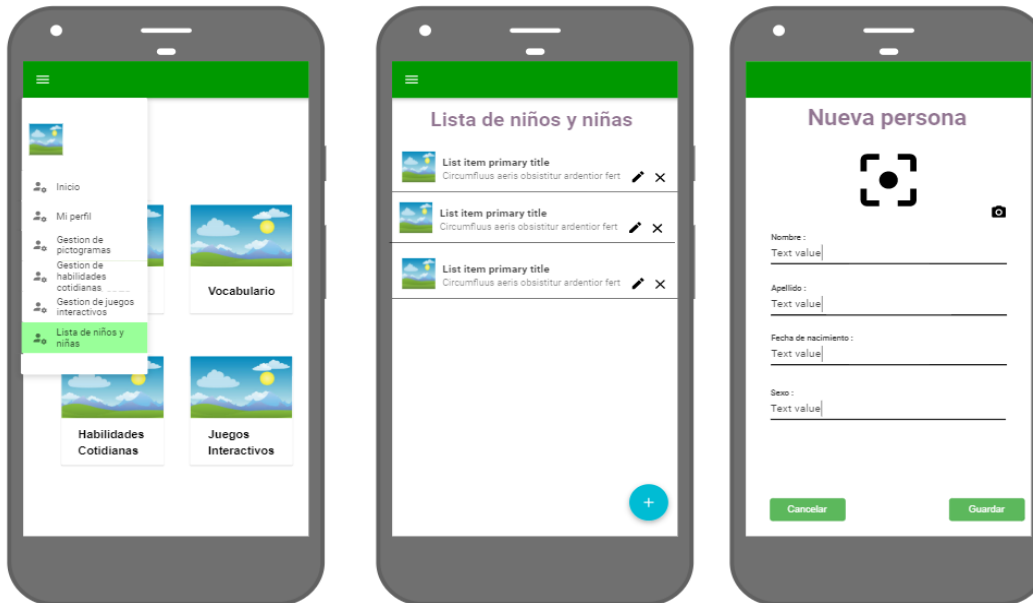 Inicio
Mi perfil
Gestion de
pictogramas
Gestion de
habilidades
cotidianas
Gestion de juegos
interactivos
Lista de niños y
niñas
Vocabulario
Habilidades
Cotidianas
Juegos
Interactivos
Lista de niños y niñas
List item primary title
Circumfluus aeris obsistitur ardentior fert
List item primary title
Circumfluus aeris obsistitur ardentior fert
List item primary title
Circumfluus aeris obsistitur ardentior fert
+
Nueva persona
Nombre :
Text value
Apellido :
Text value
Fecha de nacimiento :
Text value
Sexo :
Text value
Cancelar
Guardar